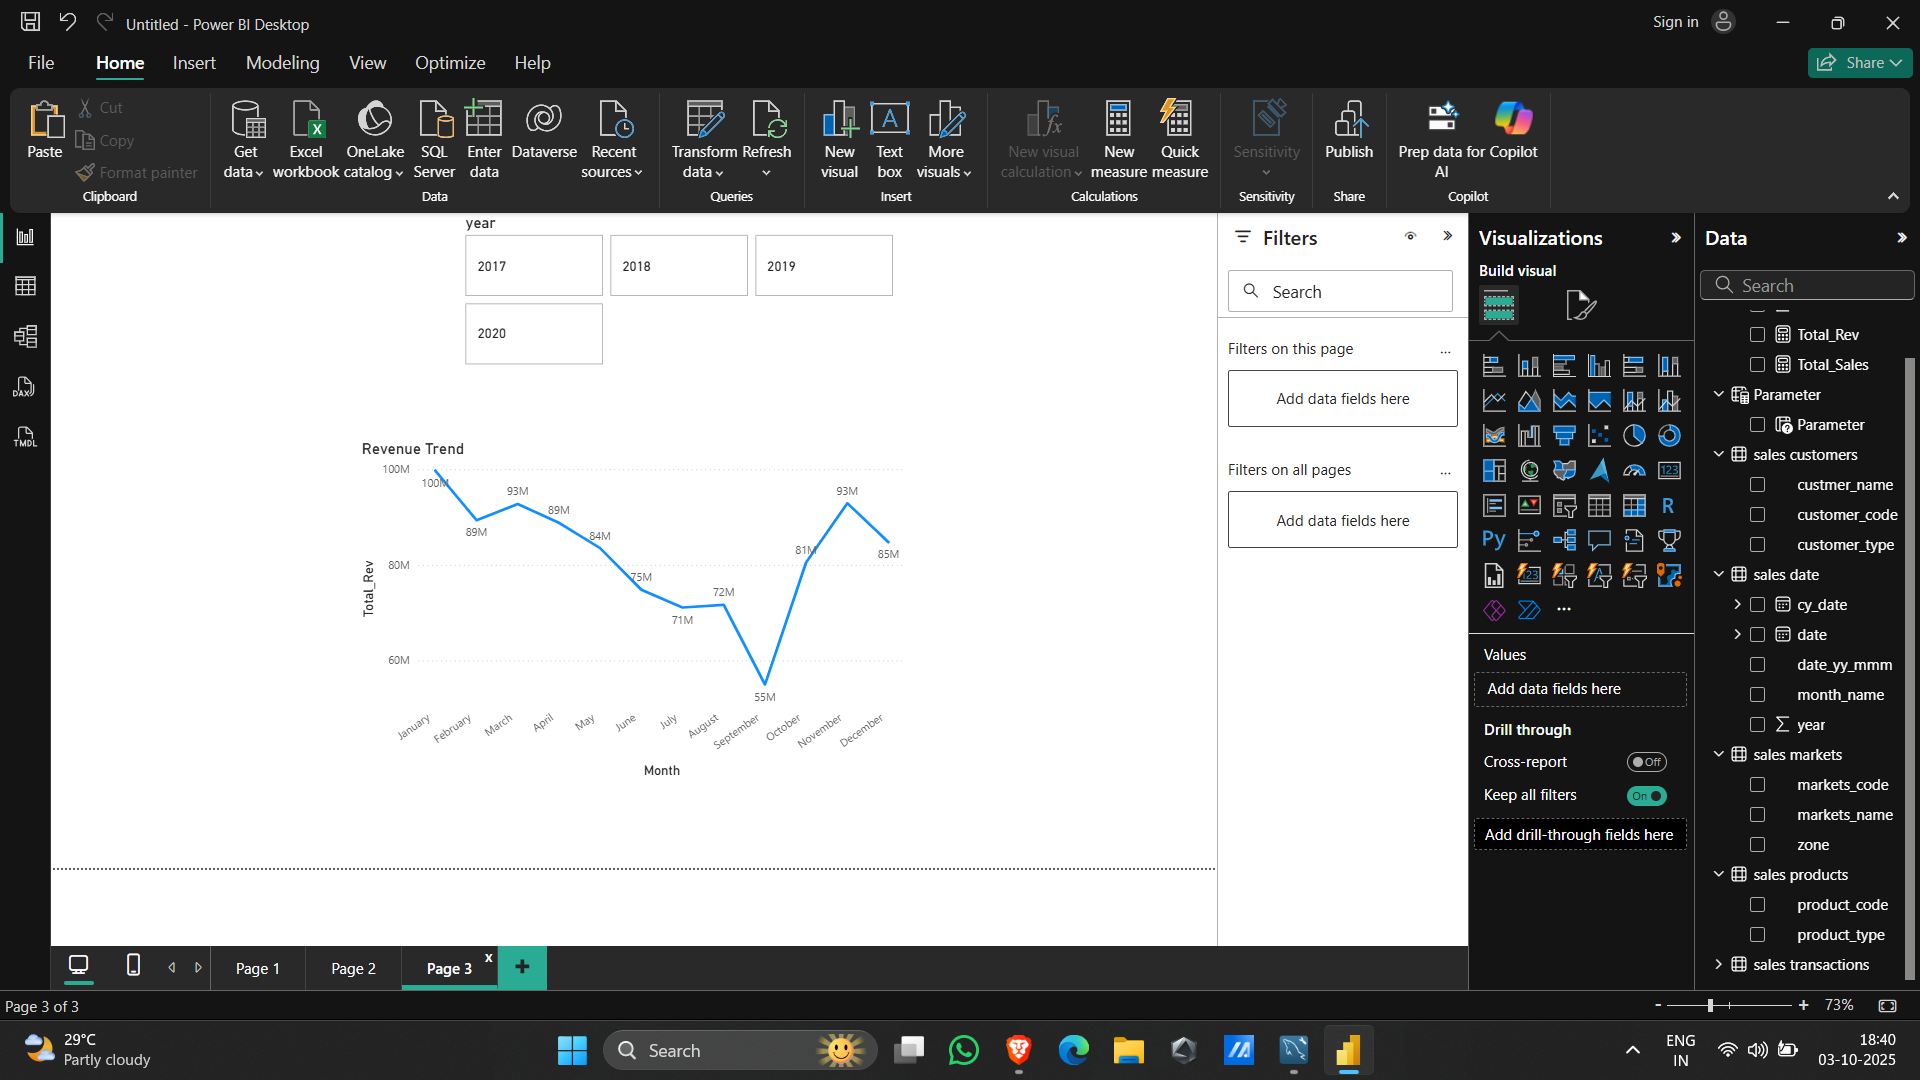 Untitled - Power BI Desktop
Sign in
File
Home
Insert
Modeling
View
Optimize
Help
Share
Paste
Cut
Copy
Format painter
Clipboard
Get data
Excel workbook
OneLake catalog
SQL Server
Enter data
Dataverse
Recent sources
Data
Transform data
Refresh
Queries
New visual
Text box
More visuals
Insert
New visual calculation
New measure
Quick measure
Calculations
Sensitivity
Sensitivity
Publish
Share
Prep data for AI
Copilot
Copilot
DAX
TMDL
year
2017
2018
2019
2020
Revenue Trend
100M
80M
60M
Total_Rev
100M
89M
93M
89M
84M
75M
71M
72M
55M
81M
93M
85M
January
February
March
April
May
June
July
August
September
October
November
December
Month
Filters
Search
Filters on this page
...
Add data fields here
Filters on all pages
...
Add data fields here
Visualizations
Build visual
123
R
Py
123
...
Values
Add data fields here
Drill through
Cross-report
Off
Keep all filters
On
Add drill-through fields here
Data
Search
Total_Rev
Total_Sales
Parameter
Parameter
sales customers
custmer_name
customer_code
customer_type
sales date
cy_date
date
date_yy_mmm
month_name
year
sales markets
markets_code
markets_name
zone
sales products
product_code
product_type
sales transactions
Page 1
Page 2
Page 3
x
+
Page 3 of 3
- + 73%
29°C
Partly cloudy
Search
ENG
IN
18:40
03-10-2025